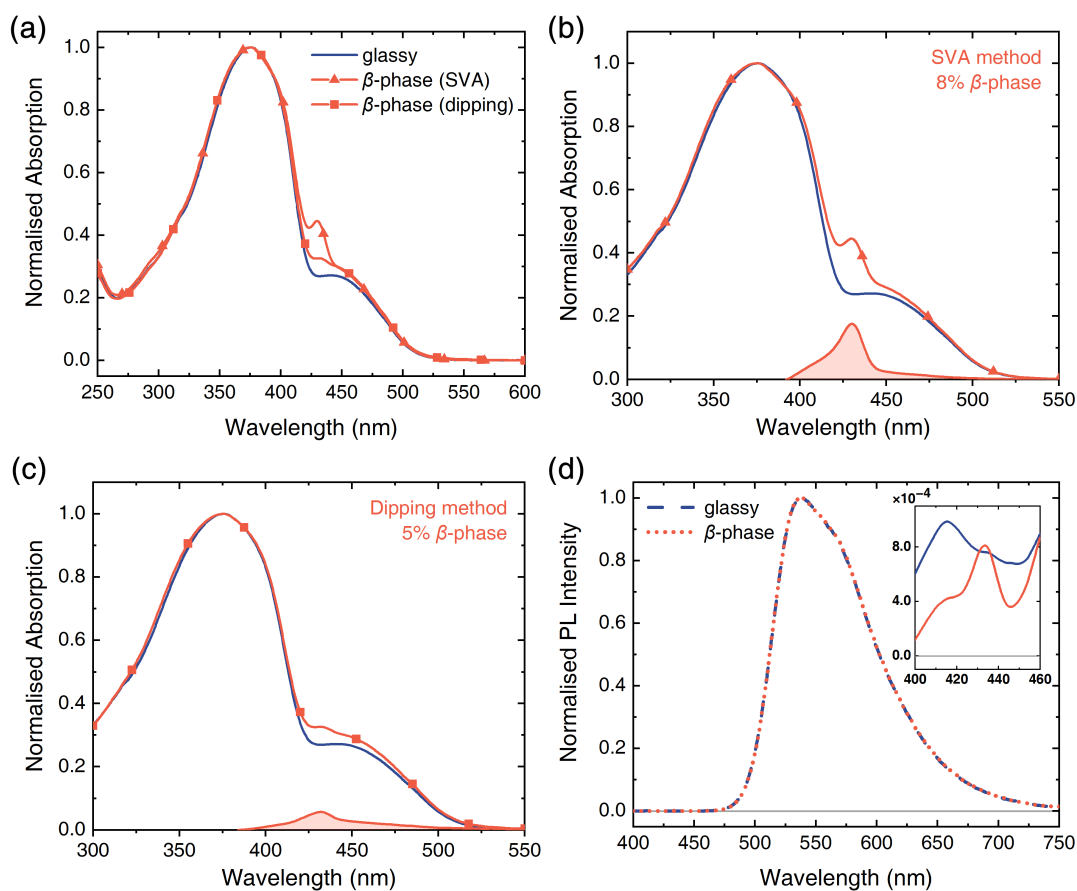 (a)
glassy
β-phase (SVA)
β-phase (dipping)
1.0
0.8
0.6
0.4
0.2
0.0
Normalised Absorption
250 300 350 400 450 500 550 600
Wavelength (nm)
(b)
SVA method
8% β-phase
1.0
0.8
0.6
0.4
0.2
0.0
Normalised Absorption
300 350 400 450 500 550
Wavelength (nm)
(c)
Dipping method
5% β-phase
1.0
0.8
0.6
0.4
0.2
0.0
Normalised Absorption
300 350 400 450 500 550
Wavelength (nm)
(d)
glassy
β-phase
1.0
0.8
0.6
0.4
0.2
0.0
Normalised PL Intensity
400 450 500 550 600 650 700 750
Wavelength (nm)
×10⁻⁴
8.0
4.0
0.0
400 420 440 460